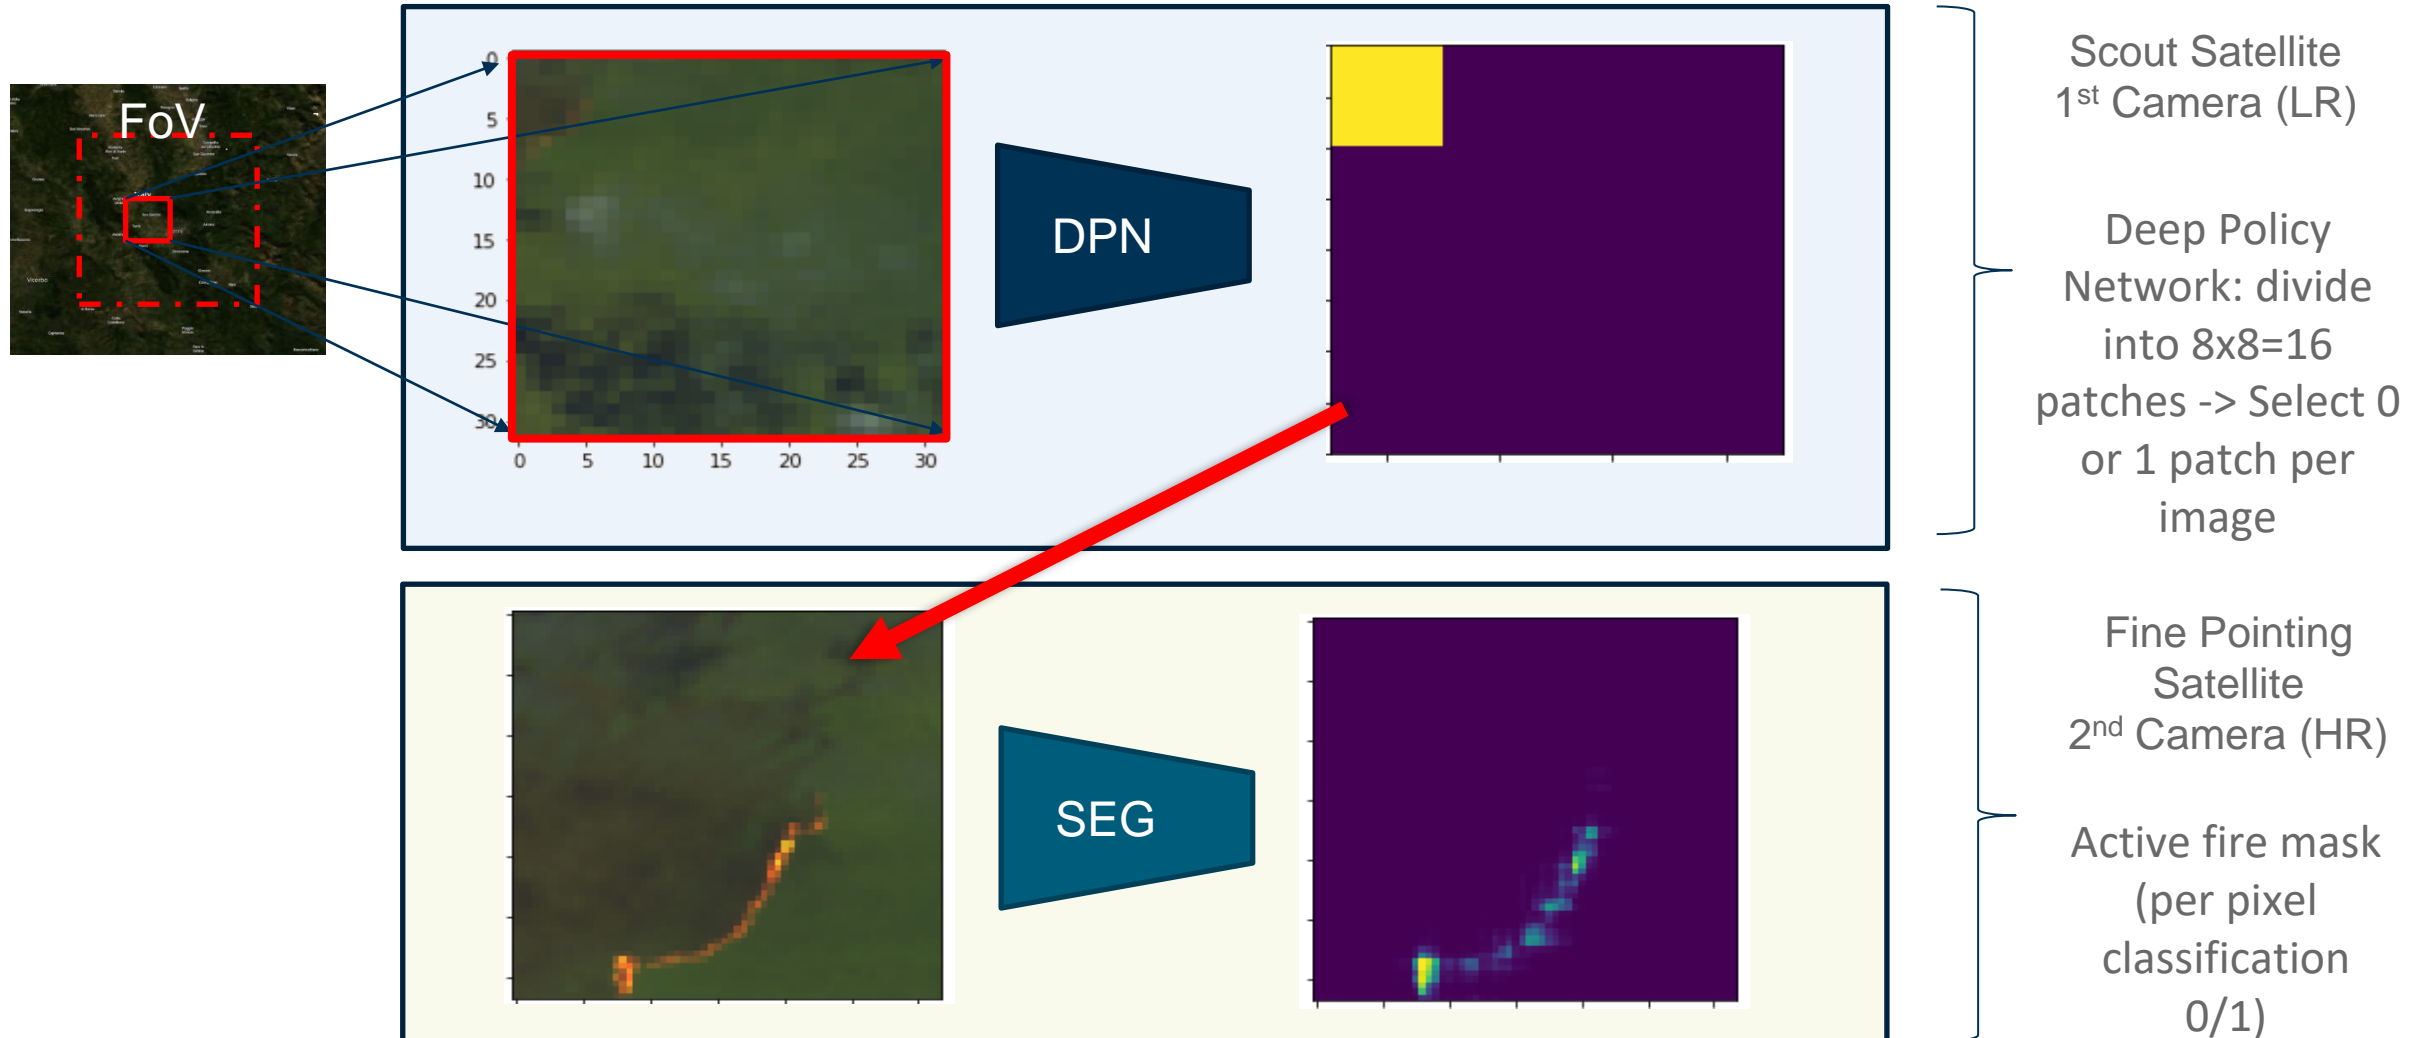 FoV
0
5
10
15
20
25
30
0 5 10 15 20 25 30
DPN
Scout Satellite
1st Camera (LR)
Deep Policy
Network: divide
into 8x8=16
patches -> Select 0
or 1 patch per
image
SEG
Fine Pointing
Satellite
2nd Camera (HR)
Active fire mask
(per pixel
classification
0/1)
Viterbo